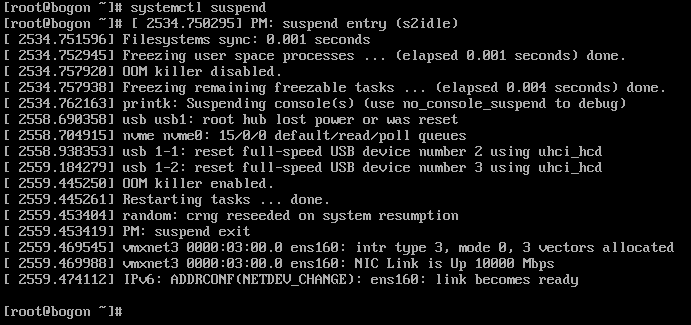 [root@bogon ~]# systemctl suspend
[root@bogon ~]# [ 2534.750295] PM: suspend entry (s2idle)
[ 2534.751596] Filesystems sync: 0.001 seconds
[ 2534.752945] Freezing user space processes ... (elapsed 0.001 seconds) done.
[ 2534.757920] OOM killer disabled.
[ 2534.757938] Freezing remaining freezable tasks ... (elapsed 0.004 seconds) done.
[ 2534.762163] printk: Suspending console(s) (use no_console_suspend to debug)
[ 2558.690358] usb usb1: root hub lost power or was reset
[ 2558.704915] nvme nvme0: 15/0/0 default/read/poll queues
[ 2558.938353] usb 1-1: reset full-speed USB device number 2 using uhci_hcd
[ 2559.184279] usb 1-2: reset full-speed USB device number 3 using uhci_hcd
[ 2559.445250] OOM killer enabled.
[ 2559.445261] Restarting tasks ... done.
[ 2559.453404] random: crng reseeded on system resumption
[ 2559.453419] PM: suspend exit
[ 2559.469545] vmxnet3 0000:03:00.0 ens160: intr type 3, mode 0, 3 vectors allocated
[ 2559.469988] vmxnet3 0000:03:00.0 ens160: NIC Link is Up 10000 Mbps
[ 2559.474112] IPv6: ADDRCONF(NETDEV_CHANGE): ens160: link becomes ready
[root@bogon ~]#